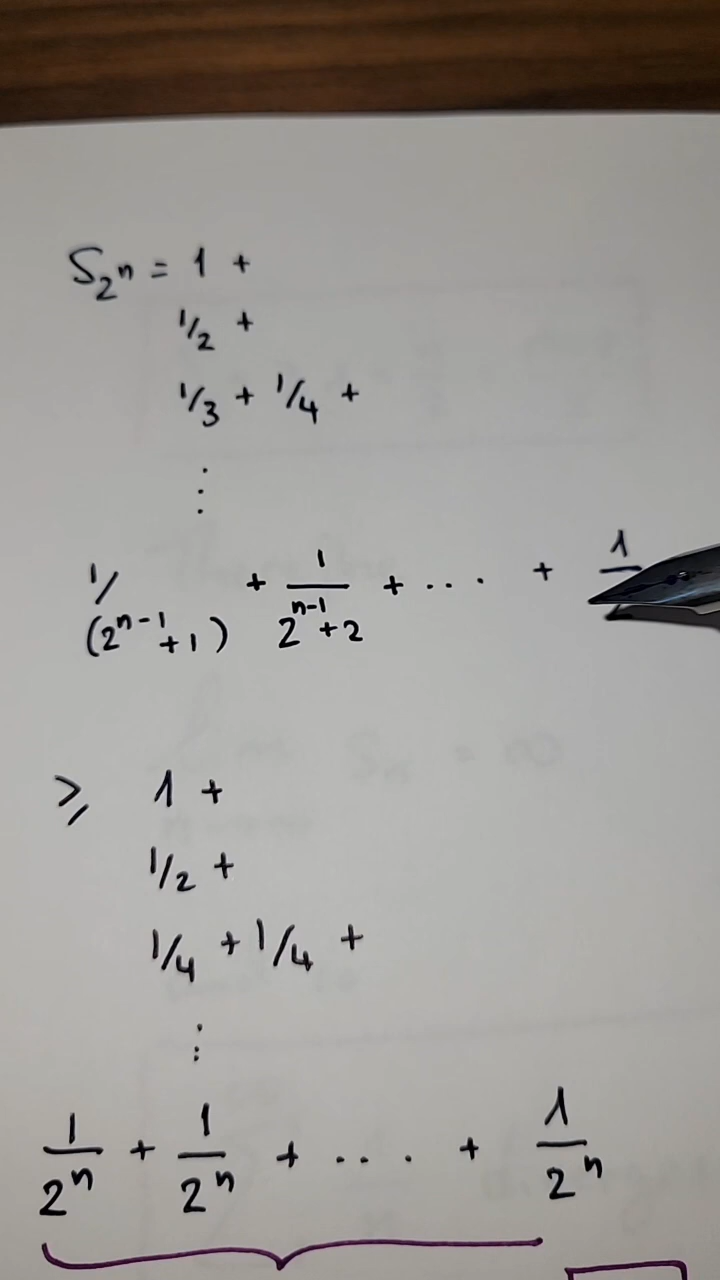 S_{2^n} = 1 +
1/2 +
1/3 + 1/4 +
⋮
1/(2^{n-1}+1) + 1/2^{n-1}+2 + ... + 1/
≥ 1 +
1/2 +
1/4 + 1/4 +
⋮
1/2^n + 1/2^n + ... + 1/2^n